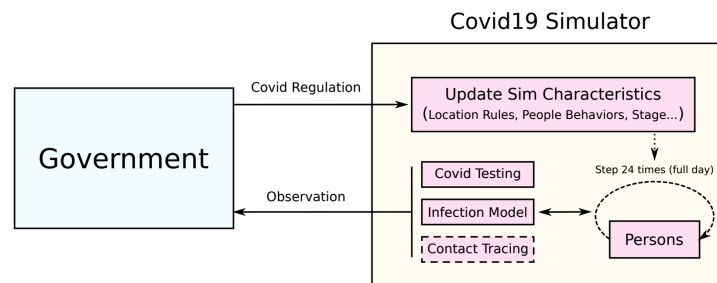 Covid19 Simulator
Covid Regulation
Update Sim Characteristics
(Location Rules, People Behaviors, Stage...)
Government
Step 24 times (full day)
Covid Testing
Observation
Infection Model
Persons
Contact Tracing